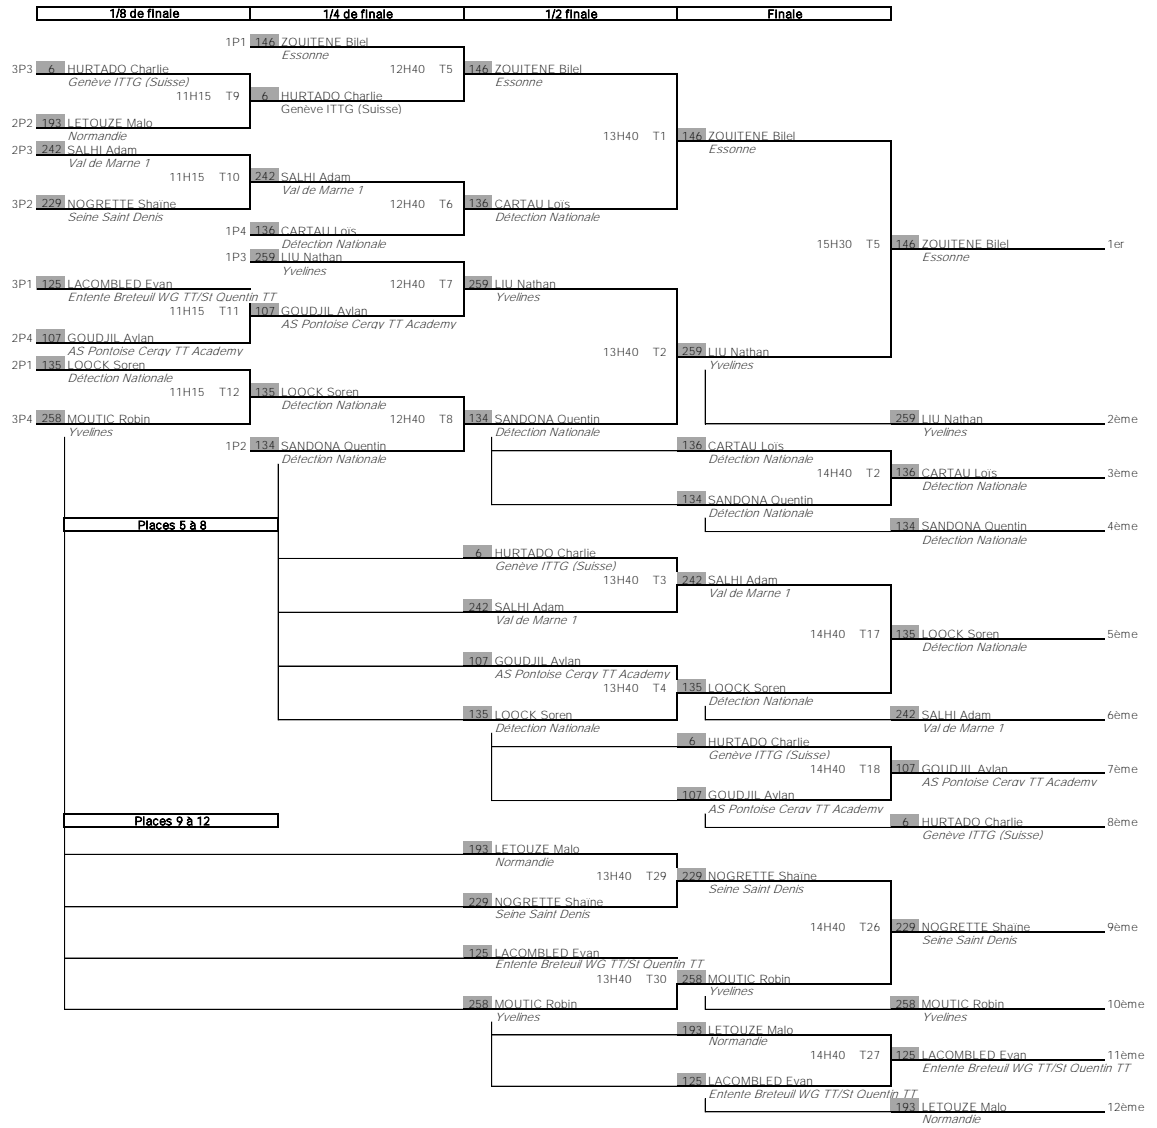 1/8 de finale 1/4 de finale 1/2 finale Finale
1P1 146 ZOUITENE Bilel
Essonne
3P3 6 HURTADO Charlie 12H40 T5 146 ZOUITENE Bilel
Genève ITTG (Suisse) Essonne
11H15 T9 6 HURTADO Charlie
Genève ITTG (Suisse)
2P2 193 LETOUZE Malo
Normandie 13H40 T1 146 ZOUITENE Bilel
2P3 242 SALHI Adam Essonne
Val de Marne 1
11H15 T10 242 SALHI Adam
Val de Marne 1
3P2 229 NOGRETTE Shaïne 12H40 T6 136 CARTAU Loïs
Seine Saint Denis Détection Nationale
1P4 136 CARTAU Loïs
Détection Nationale 15H30 T5 146 ZOUITENE Bilel 1er
1P3 259 LIU Nathan Essonne
Yvelines
3P1 125 LACOMBLED Evan 12H40 T7 259 LIU Nathan
Entente Breteuil WG TT/St Quentin TT Yvelines
11H15 T11 107 GOUDJIL Aylan
AS Pontoise Cergy TT Academy
2P4 107 GOUDJIL Aylan
AS Pontoise Cergy TT Academy 13H40 T2 259 LIU Nathan
2P1 135 LOOCK Soren Yvelines
Détection Nationale
11H15 T12 135 LOOCK Soren
Détection Nationale
3P4 258 MOUTIC Robin 12H40 T8 134 SANDONA Quentin 259 LIU Nathan 2ème
Yvelines Détection Nationale Yvelines
1P2 134 SANDONA Quentin 136 CARTAU Loïs
Détection Nationale Détection Nationale
14H40 T2 136 CARTAU Loïs 3ème
Détection Nationale
134 SANDONA Quentin
Détection Nationale
Places 5 à 8 134 SANDONA Quentin 4ème
Détection Nationale
6 HURTADO Charlie
Genève ITTG (Suisse)
13H40 T3 242 SALHI Adam
Val de Marne 1
242 SALHI Adam
Val de Marne 1
14H40 T17 135 LOOCK Soren 5ème
Détection Nationale
107 GOUDJIL Aylan
AS Pontoise Cergy TT Academy
13H40 T4 135 LOOCK Soren
Détection Nationale
135 LOOCK Soren 242 SALHI Adam 6ème
Détection Nationale Val de Marne 1
6 HURTADO Charlie
Genève ITTG (Suisse)
14H40 T18 107 GOUDJIL Aylan 7ème
AS Pontoise Cergy TT Academy
107 GOUDJIL Aylan
AS Pontoise Cergy TT Academy
Places 9 à 12 6 HURTADO Charlie 8ème
Genève ITTG (Suisse)
193 LETOUZE Malo
Normandie
13H40 T29 229 NOGRETTE Shaïne
Seine Saint Denis
229 NOGRETTE Shaïne
Seine Saint Denis
14H40 T26 229 NOGRETTE Shaïne 9ème
Seine Saint Denis
125 LACOMBLED Evan
Entente Breteuil WG TT/St Quentin TT
13H40 T30 258 MOUTIC Robin
Yvelines
258 MOUTIC Robin 258 MOUTIC Robin 10ème
Yvelines Yvelines
193 LETOUZE Malo
Normandie
14H40 T27 125 LACOMBLED Evan 11ème
Entente Breteuil WG TT/St Quentin TT
125 LACOMBLED Evan
Entente Breteuil WG TT/St Quentin TT
193 LETOUZE Malo 12ème
Normandie